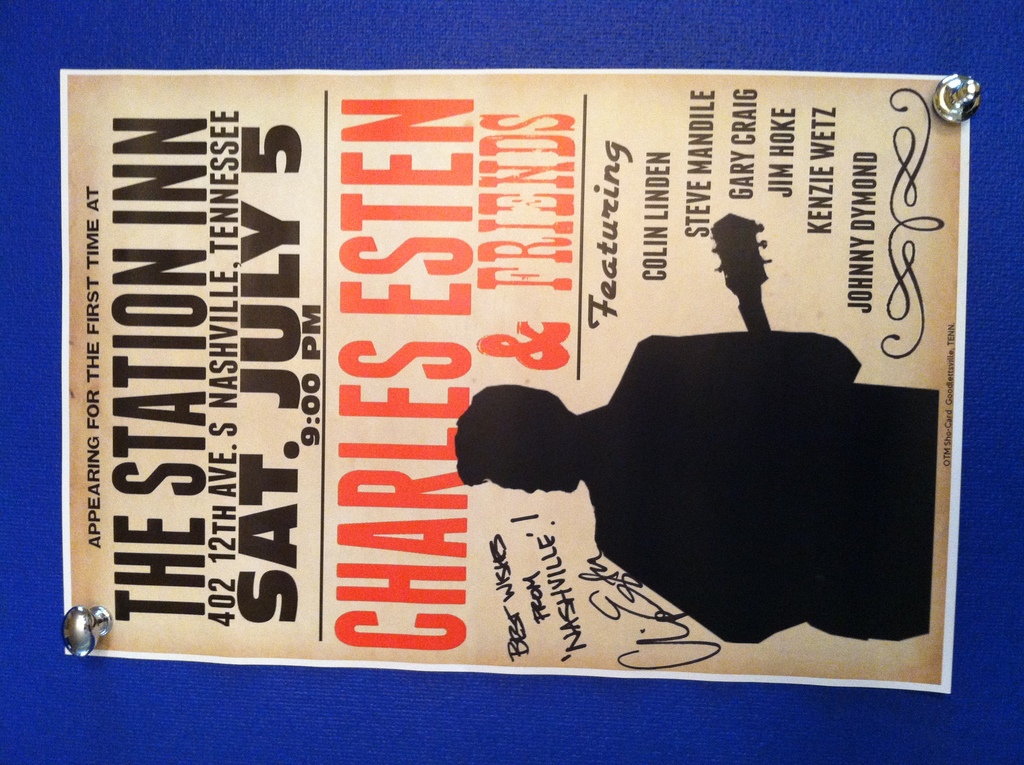 APPEARING FOR THE FIRST TIME AT
THE STATION INN
402 12TH AVE. S NASHVILLE, TENNESSEE
SAT. JULY 5
9:00 PM
CHARLES ESTEN
& FRIENDS
Featuring
COLIN LINDEN
STEVE MANDILE
GARY CRAIG
JIM HOKE
KENZIE WETZ
JOHNNY DYMOND
BEST WISHES
FROM
'NASHVILLE'!
OTM Sho-Card Goodlettsville, TENN.